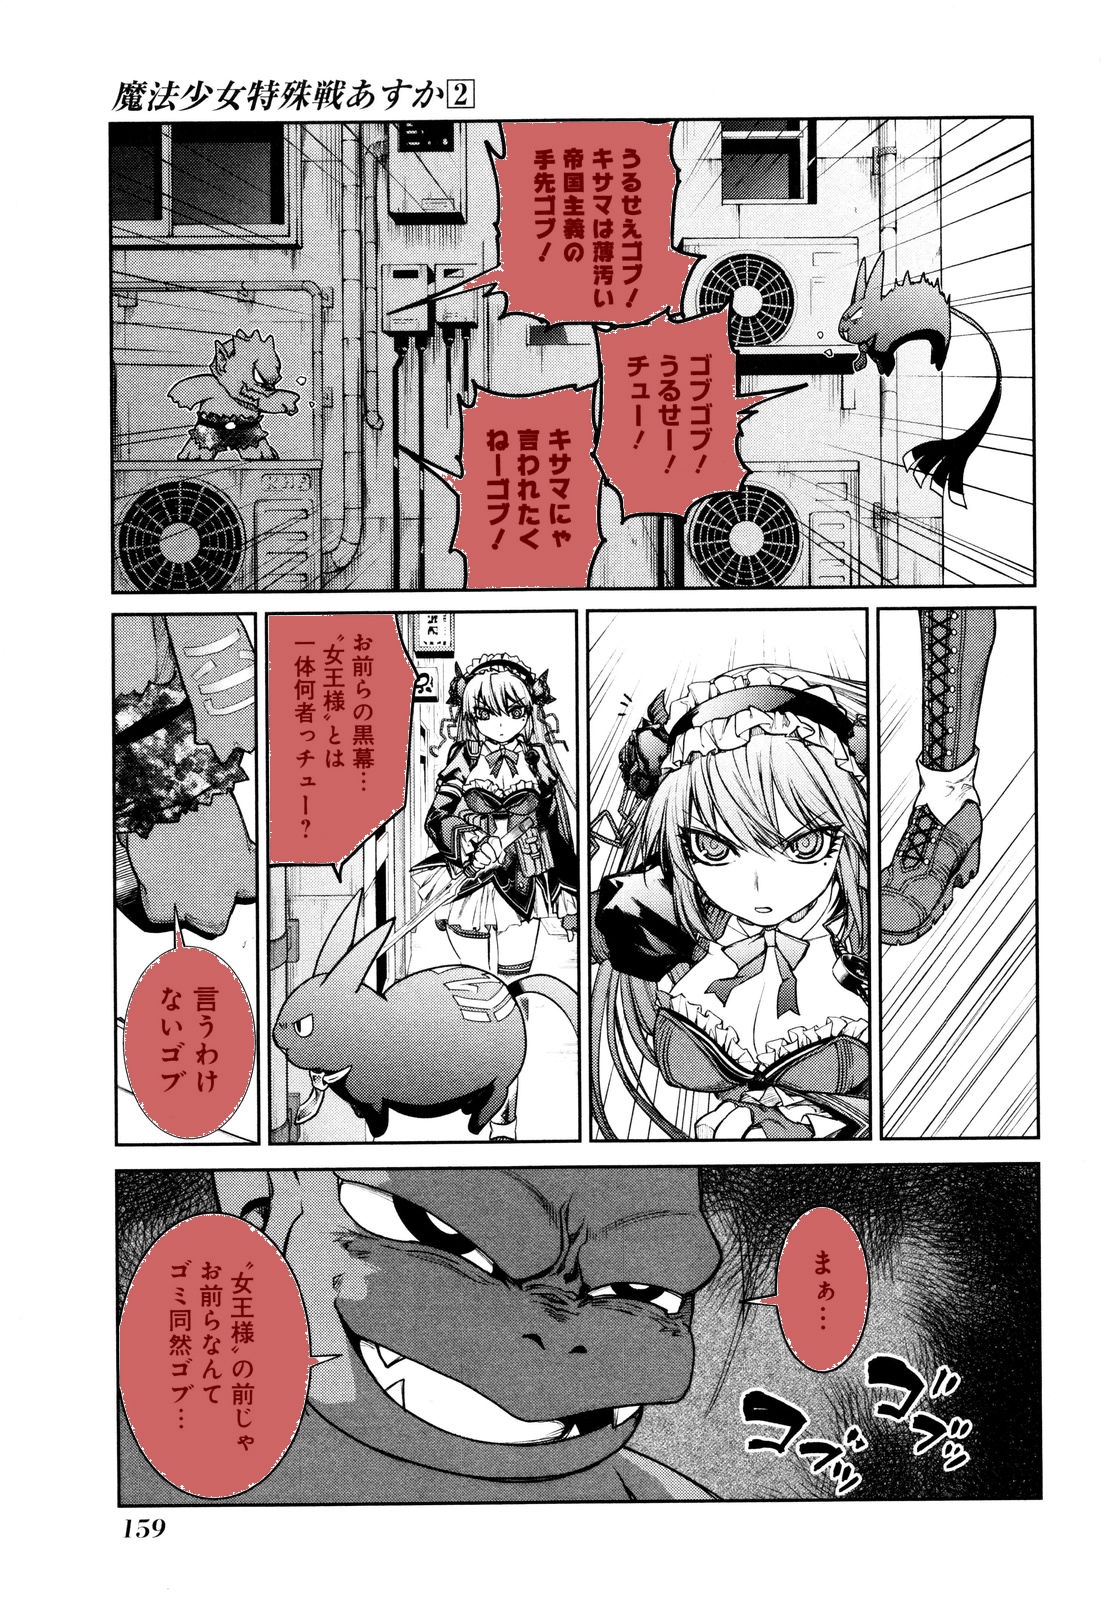 魔法少女特殊戦あすか2
うるせえゴブ！
キサマは薄汚い
帝国主義の
手先ゴブ！
ゴブゴブ！
うるせー！
チュー！
キサマにゃ
言われたく
ねーゴブ！
お前らの黒幕…
〝女王様〟とは
一体何者っチュー？
言うわけ
ないゴブ
まぁ…
ゴブッ
ゴブッ
〝女王様〟の前じゃ
お前らなんて
ゴミ同然ゴブ…
159